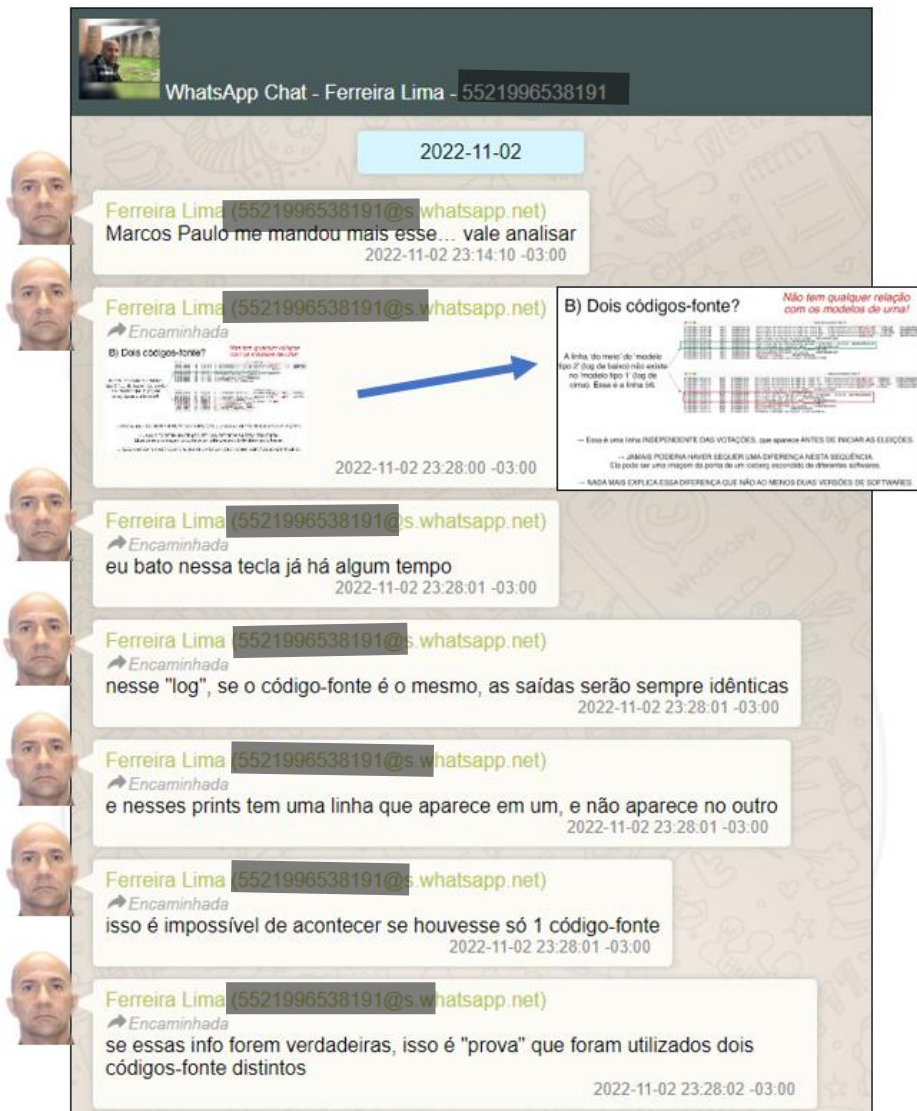 WhatsApp Chat - Ferreira Lima -
2022-11-02
Ferreira Lima whatsapp.net)
Marcos Paulo me mandou mais esse... vale analisar
2022-11-02 23:14:10 -03:00
Ferreira Lima whatsapp.net)
Encaminhada
B) Dois códigos-fonte?
2022-11-02 23:28:00 -03:00
B) Dois códigos-fonte?
Não tem qualquer relação
com os modelos de urna!
A linha 'do meio' de 'modelo
tipo 2' (log de baixo) não existe
no 'modelo tipo 1' (log de
cima). Essa é a linha 56.
— Essa é uma linha INDEPENDENTE DAS VOTAÇÕES, que aparece ANTES DE INICIAR AS ELEIÇÕES.
— JAMAIS PODERIA HAVER SEQUER UMA DIFERENÇA NESTA SEQUÊNCIA.
Ela pode ser uma imagem da ponta de um iceberg escondido de diferentes softwares.
— NADA MAIS EXPLICA ESSA DIFERENÇA QUE NÃO AO MENOS DUAS VERSÕES DE SOFTWARES.
Ferreira Lima s.whatsapp.net)
Encaminhada
eu bato nessa tecla já há algum tempo
2022-11-02 23:28:01 -03:00
Ferreira Lima s.whatsapp.net)
Encaminhada
nesse "log", se o código-fonte é o mesmo, as saídas serão sempre idênticas
2022-11-02 23:28:01 -03:00
Ferreira Lima whatsapp.net)
Encaminhada
e nesses prints tem uma linha que aparece em um, e não aparece no outro
2022-11-02 23:28:01 -03:00
Ferreira Lima s.whatsapp.net)
Encaminhada
isso é impossível de acontecer se houvesse só 1 código-fonte
2022-11-02 23:28:01 -03:00
Ferreira Lima whatsapp.net)
Encaminhada
se essas info forem verdadeiras, isso é "prova" que foram utilizados dois
códigos-fonte distintos
2022-11-02 23:28:02 -03:00